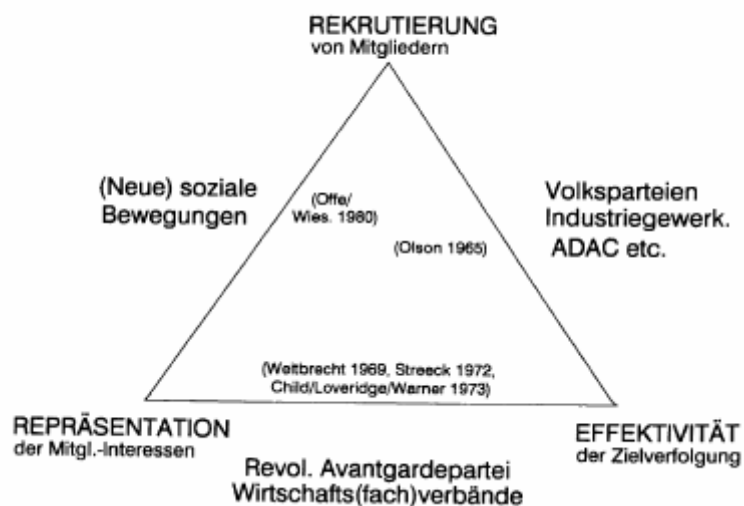 REKRUTIERUNG
von Mitgliedern
(Neue) soziale
Bewegungen
(Offe/
Wies. 1980)
(Olson 1965)
Volksparteien
Industriegewerk.
ADAC etc.
(Weitbrecht 1969, Streeck 1972,
Child/Loveridge/Warner 1973)
REPRÄSENTATION
der Mitgl.-Interessen
EFFEKTIVITÄT
der Zielverfolgung
Revol. Avantgardepartei
Wirtschafts(fach)verbände